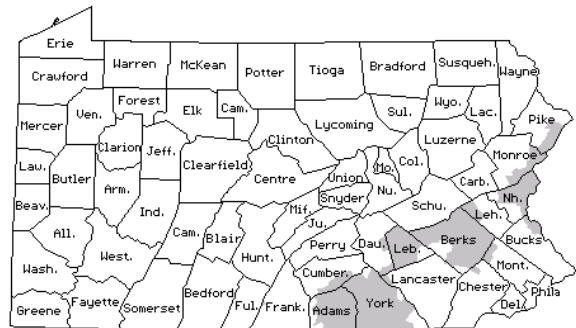 Erie
Warren McKean Potter Tioga Bradford Susqueh. Wayne
Crawford
Forest Elk Cam. Sul. Wyo. Lac. Pike
Mercer Ven. Clarion Jeff. Clinton Lycoming Luzerne Monroe
Law. Butler Clearfield Centre Union Mo. Col. Carb.
Beav. Arm. Ind. Snyder Nu. Schu. Leh. Nh.
All. Cam. Blair Mif. Ju. Berks Bucks
Wash. West. Hunt. Perry Dau. Leb. Mont.
Cumber. Lancaster Chester Phila
Greene Fayette Somerset Bedford Ful. Frank. Adams York Del.